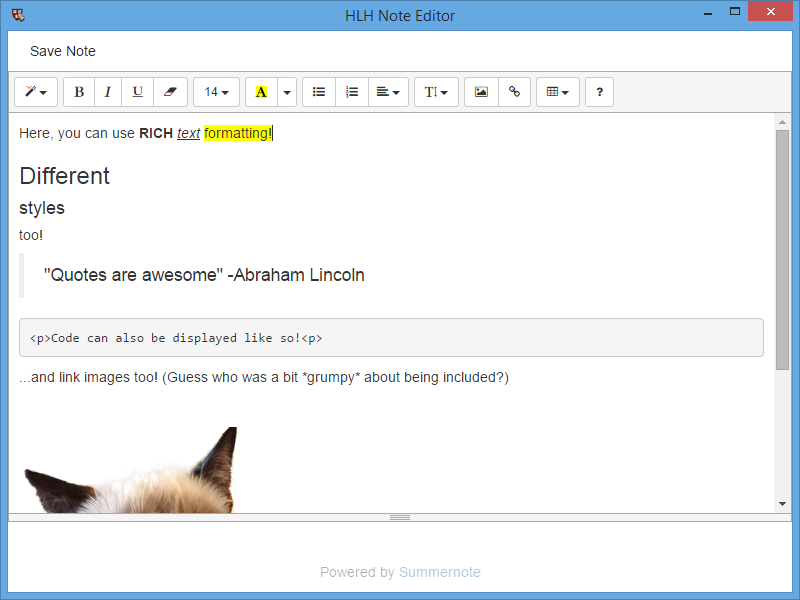 HLH Note Editor
Save Note
B I U 14 A T ?
Here, you can use RICH text formatting!
Different
styles
too!
"Quotes are awesome" -Abraham Lincoln
<p>Code can also be displayed like so!<p>
...and link images too! (Guess who was a bit *grumpy* about being included?)
Powered by Summernote